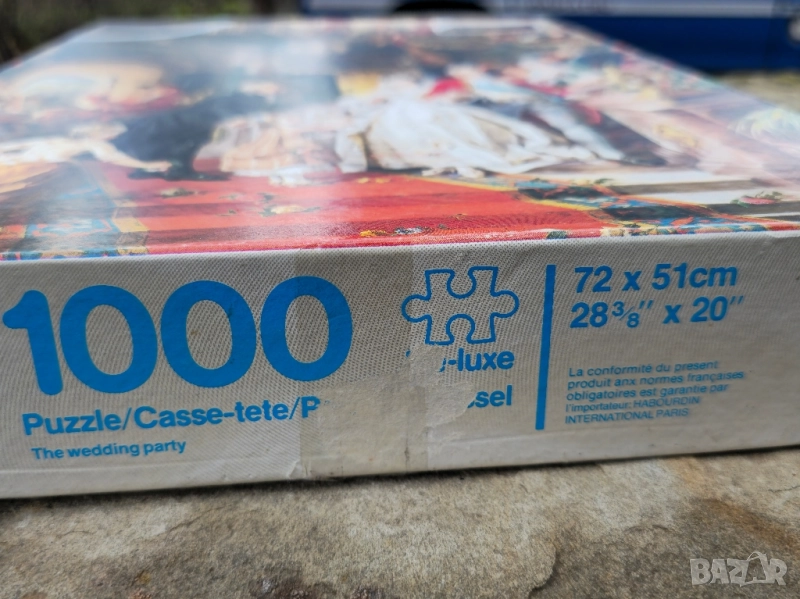 1000
Puzzle/Casse-tete/P
The wedding party
-luxe
sel
72 x 51cm
28 3/8" x 20"
La conformité du present
produit anx normes françaises
obligatoires est garantie par
l'importateur: HABOURDIN
INTERNATIONAL PARIS
BAZAR